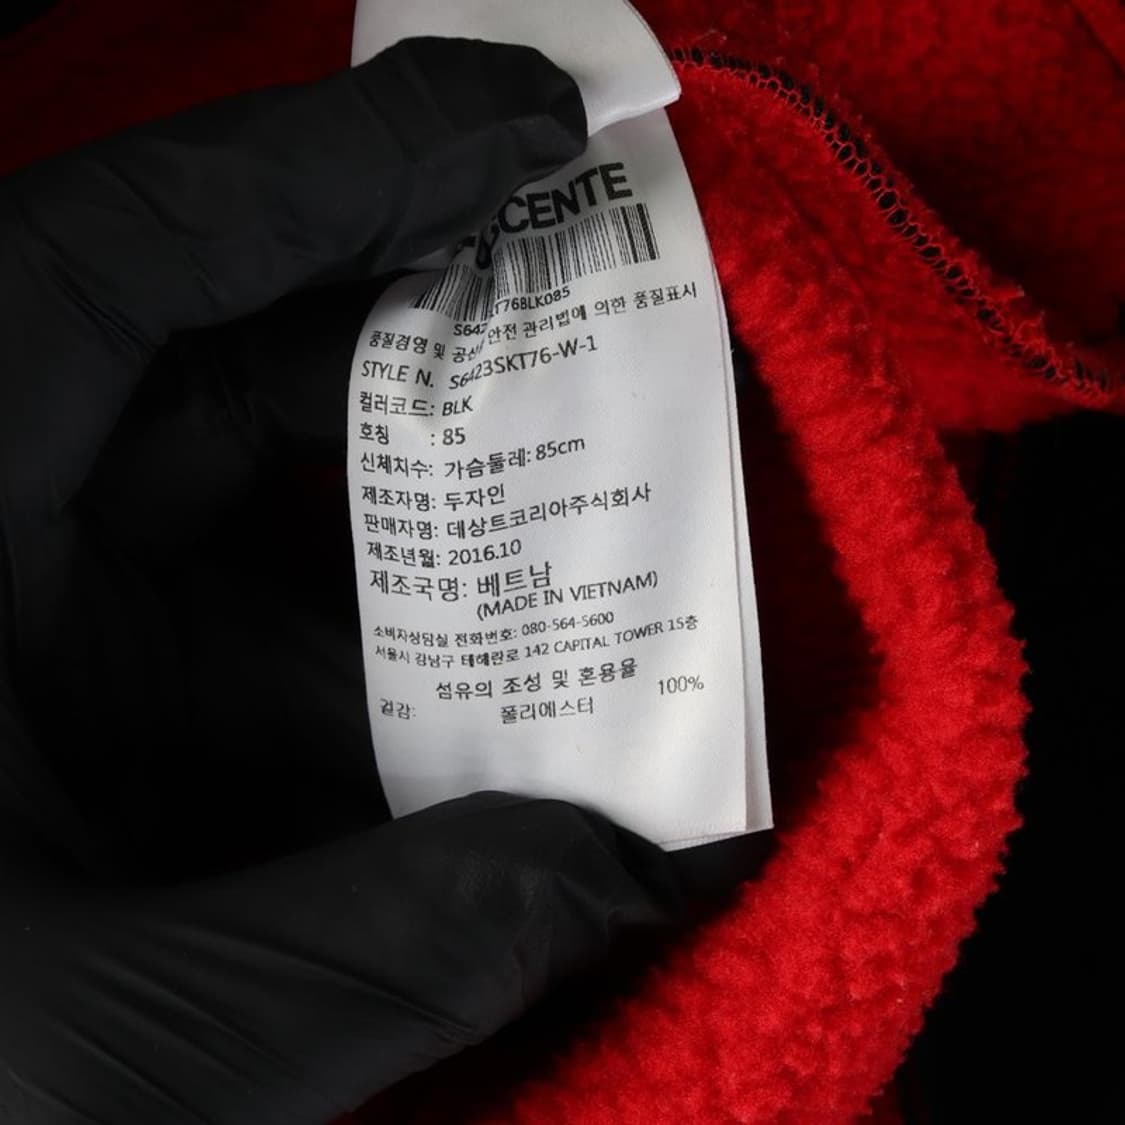 CENTE
S642 T76BLK085
품질경영 및 공산 안전 관리법에 의한 품질표시
STYLE N. S6423SKT76-W-1
컬러코드: BLK
호칭 : 85
신체치수: 가슴둘레: 85cm
제조자명: 두자인
판매자명: 데상트코리아주식회사
제조년월: 2016.10
제조국명: 베트남
(MADE IN VIETNAM)
소비자상담실 전화번호: 080-564-5600
서울시 강남구 테헤란로 142 CAPITAL TOWER 15층
섬유의 조성 및 혼용율
겉감: 폴리에스터 100%